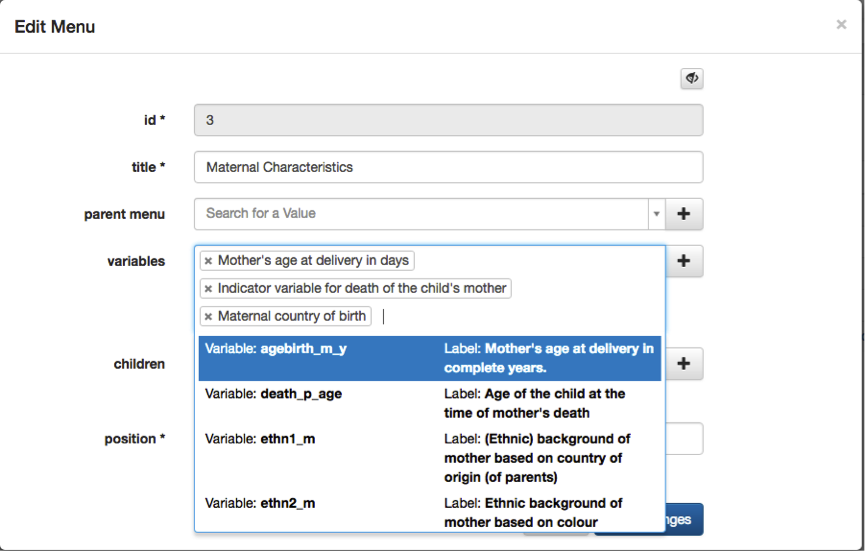 Edit Menu ×
id * 3
title * Maternal Characteristics
parent menu Search for a Value +
variables × Mother's age at delivery in days +
× Indicator variable for death of the child's mother
× Maternal country of birth
Variable: agebirth_m_y Label: Mother's age at delivery in
complete years.
children +
Variable: death_p_age Label: Age of the child at the
time of mother's death
position * Variable: ethn1_m Label: (Ethnic) background of
mother based on country of
origin (of parents)
Variable: ethn2_m Label: Ethnic background of
mother based on colour
nges